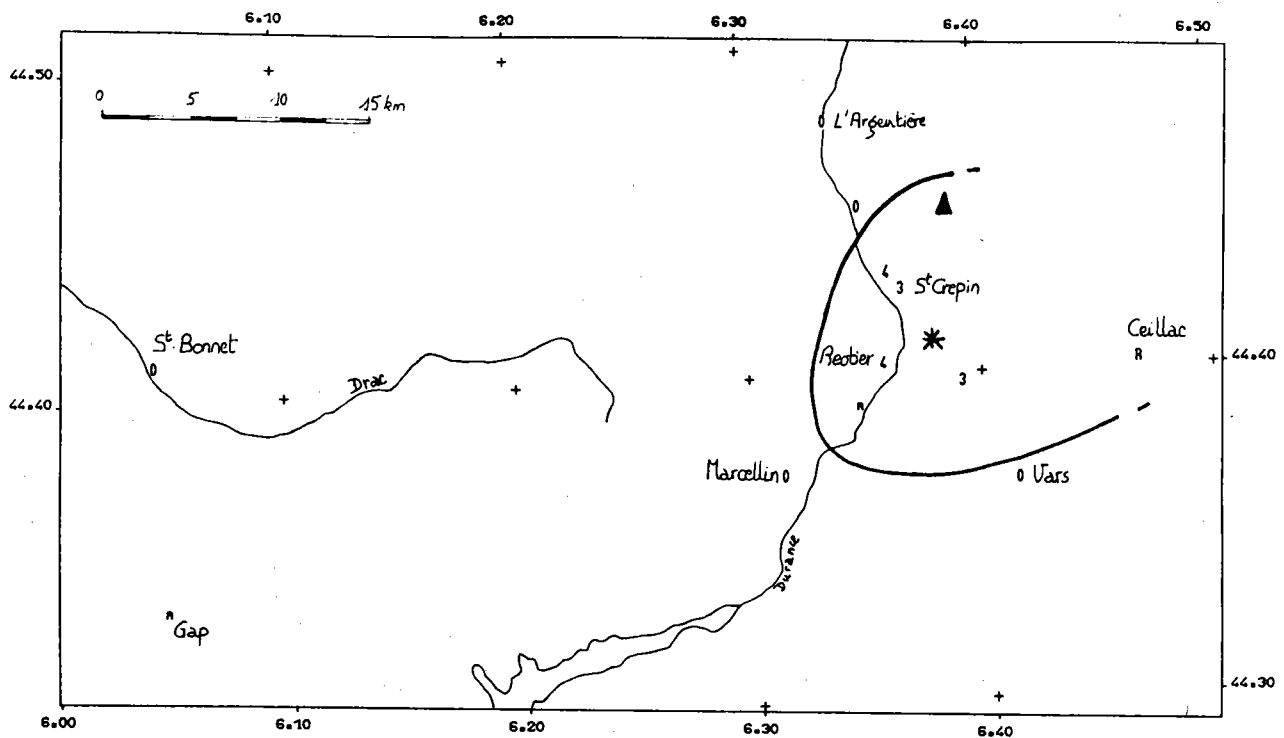 6.10 6.20 6.30 6.40 6.50
44.50
0 5 10 15 km
0 L'Argentière
0
4
3 St Crepin
Ceillac
R
St. Bonnet
0
Reotier 4
44.40
3
Drac
44.40
R
Marcellin 0
0 Vars
Durance
R
Gap
44.30
6.00 6.10 6.20 6.30 6.40